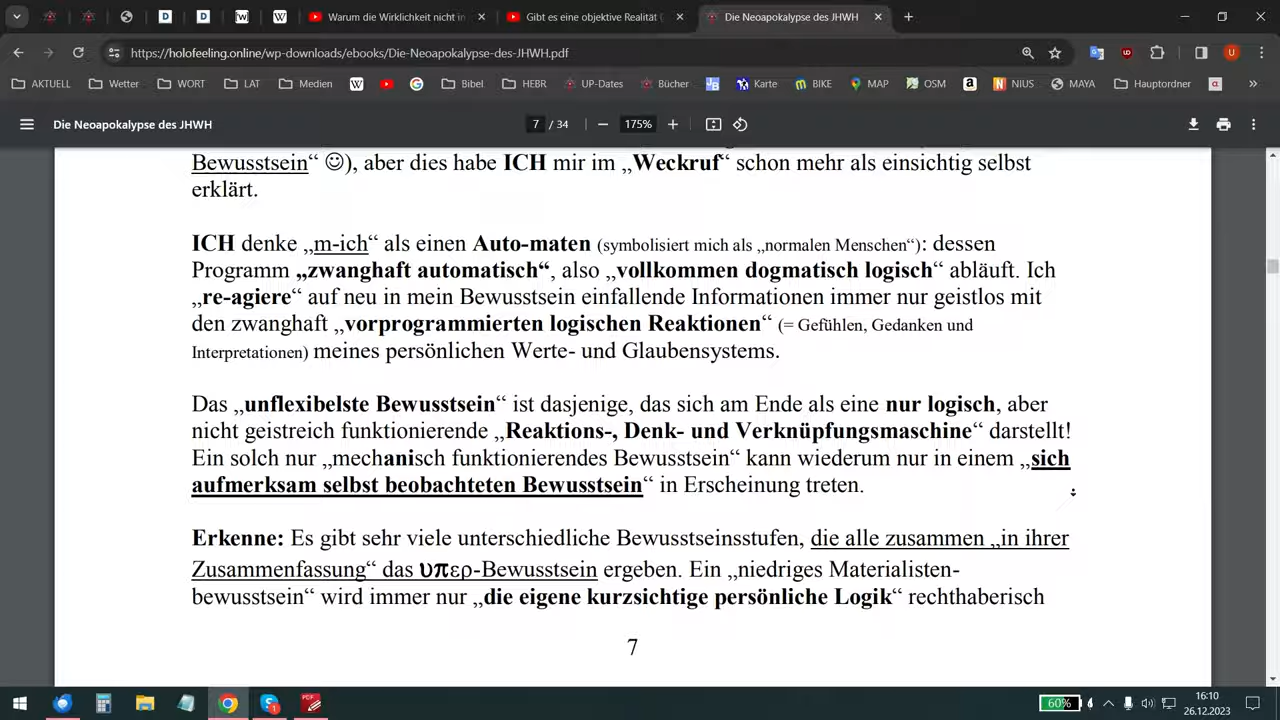 Warum die Wirklichkeit nicht in
Gibt es eine objektive Realität (
Die Neoapokalypse des JHWH
https://holofeeling.online/wp-downloads/ebooks/Die-Neoapokalypse-des-JHWH.pdf
AKTUELL Wetter WORT LAT Medien Bibel HEBR UP-Dates Bücher Karte BIKE MAP OSM NIUS MAYA Hauptordner
Die Neoapokalypse des JHWH 7 / 34 175%
Bewusstsein“ ☺), aber dies habe ICH mir im „Weckruf“ schon mehr als einsichtig selbst
erklärt.
ICH denke „m-ich“ als einen Auto-maten (symbolisiert mich als „normalen Menschen“): dessen
Programm „zwanghaft automatisch“, also „vollkommen dogmatisch logisch“ abläuft. Ich
„re-agiere“ auf neu in mein Bewusstsein einfallende Informationen immer nur geistlos mit
den zwanghaft „vorprogrammierten logischen Reaktionen“ (= Gefühlen, Gedanken und
Interpretationen) meines persönlichen Werte- und Glaubensystems.
Das „unflexibelste Bewusstsein“ ist dasjenige, das sich am Ende als eine nur logisch, aber
nicht geistreich funktionierende „Reaktions-, Denk- und Verknüpfungsmaschine“ darstellt!
Ein solch nur „mechanisch funktionierendes Bewusstsein“ kann wiederum nur in einem „sich
aufmerksam selbst beobachteten Bewusstsein“ in Erscheinung treten.
Erkenne: Es gibt sehr viele unterschiedliche Bewusstseinsstufen, die alle zusammen „in ihrer
Zusammenfassung“ das υπερ-Bewusstsein ergeben. Ein „niedriges Materialisten-
bewusstsein“ wird immer nur „die eigene kurzsichtige persönliche Logik“ rechthaberisch
7
60%
16:10
26.12.2023